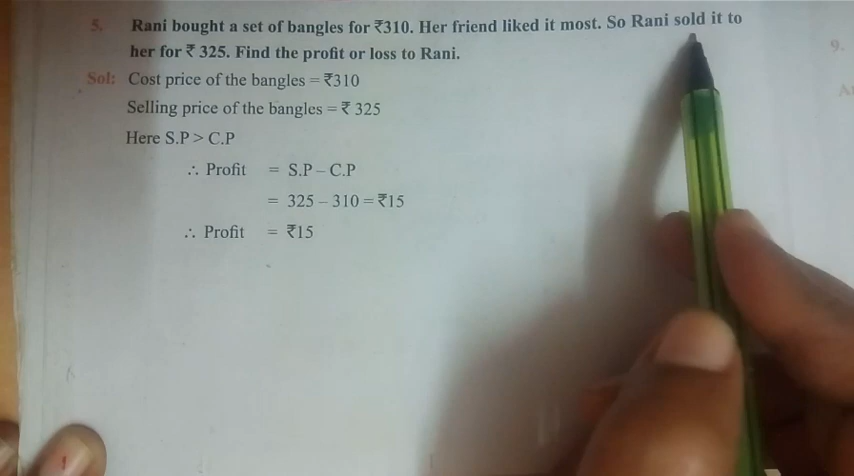 5. Rani bought a set of bangles for ₹310. Her friend liked it most. So Rani sold it to
her for ₹ 325. Find the profit or loss to Rani.
Sol: Cost price of the bangles = ₹310
Selling price of the bangles = ₹ 325
Here S.P > C.P
∴ Profit = S.P – C.P
= 325 – 310 = ₹15
∴ Profit = ₹15
9.